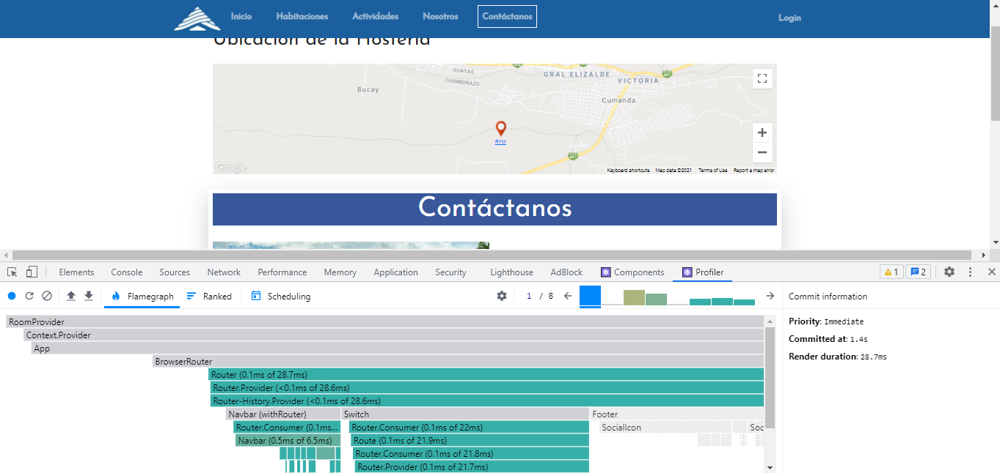 Inicio Habitaciones Actividades Nosotros Contáctanos Login
Ubicación de la Hostería
GUAYAS
CHIMBORAZO
GRAL ELIZALDE
VICTORIA
487
Bucay
Cumanda
RYM
487
Google
Keyboard shortcuts Map data ©2021 Terms of Use Report a map error
Contáctanos
Elements Console Sources Network Performance Memory Application Security Lighthouse AdBlock Components Profiler 1 2
Flamegraph Ranked Scheduling 1 / 8 Commit information
RoomProvider
Context.Provider
App
BrowserRouter
Router (0.1ms of 28.7ms)
Router.Provider (<0.1ms of 28.6ms)
Router-History.Provider (<0.1ms of 28.6ms)
Navbar (withRouter) Switch Footer
Router.Consumer (0.1ms... Router.Consumer (0.1ms of 22ms) SocialIcon Soc
Navbar (0.5ms of 6.5ms) Route (0.1ms of 21.9ms)
Router.Consumer (0.1ms of 21.8ms)
Router.Provider (0.1ms of 21.7ms)
Priority: Immediate
Committed at: 1.4s
Render duration: 28.7ms